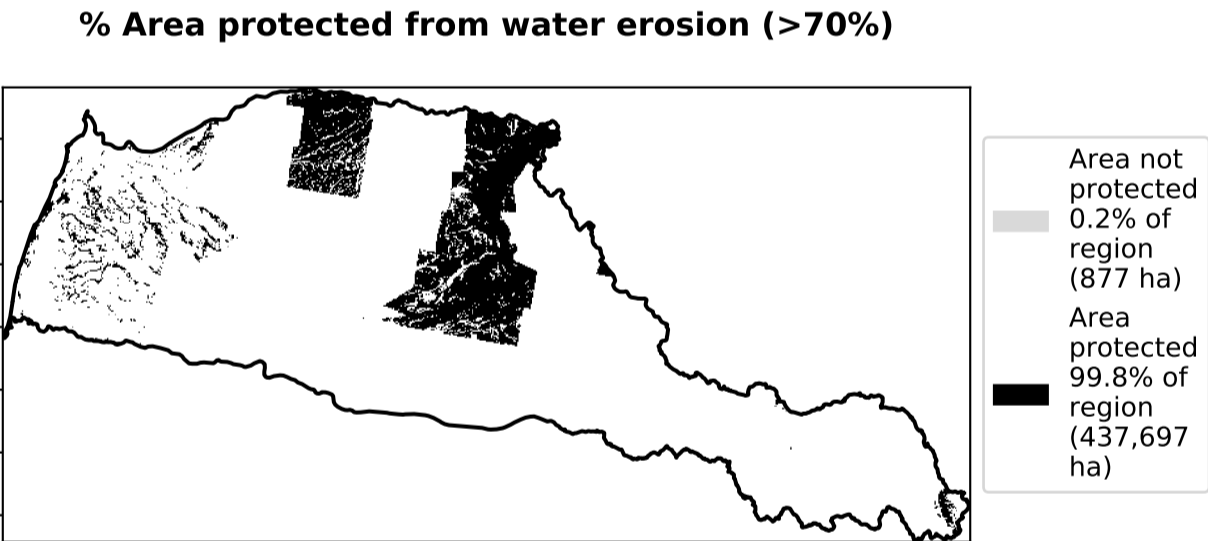 % Area protected from water erosion (>70%)
Area not
protected
0.2% of
region
(877 ha)
Area
protected
99.8% of
region
(437,697
ha)